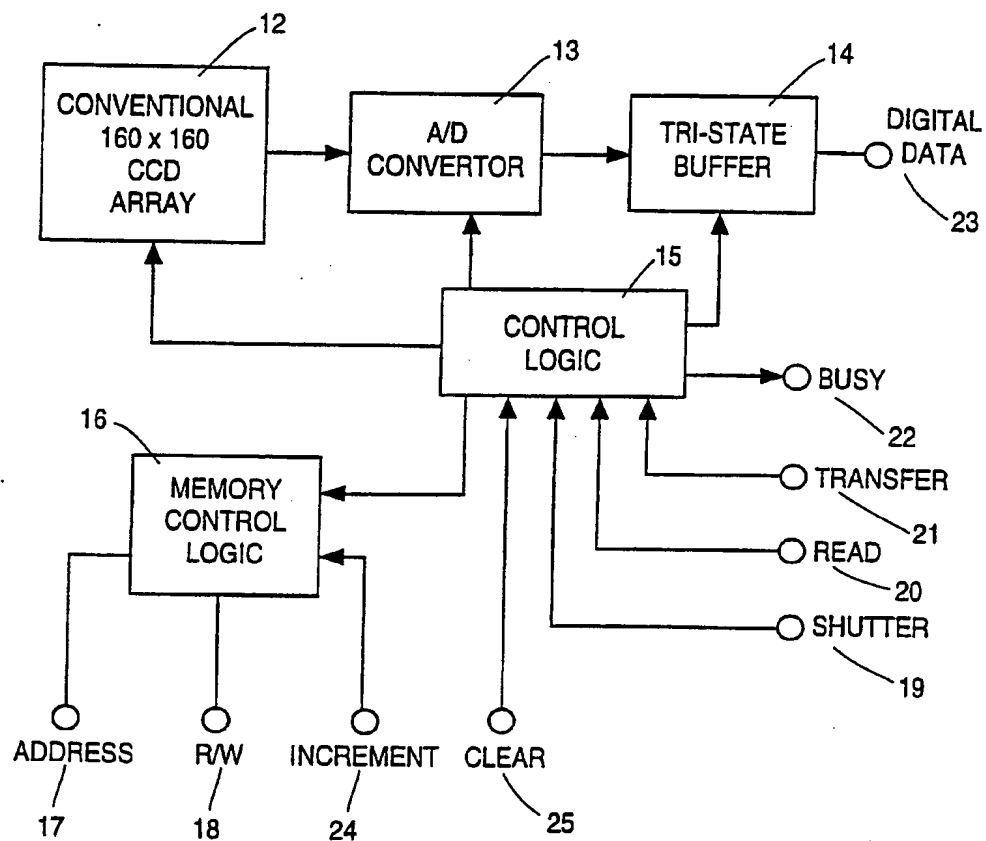 12
CONVENTIONAL
160 x 160
CCD
ARRAY
13
A/D
CONVERTOR
14
TRI-STATE
BUFFER
DIGITAL
DATA
23
15
CONTROL
LOGIC
BUSY
22
TRANSFER
21
READ
20
SHUTTER
19
16
MEMORY
CONTROL
LOGIC
ADDRESS
17
R/W
18
INCREMENT
24
CLEAR
25